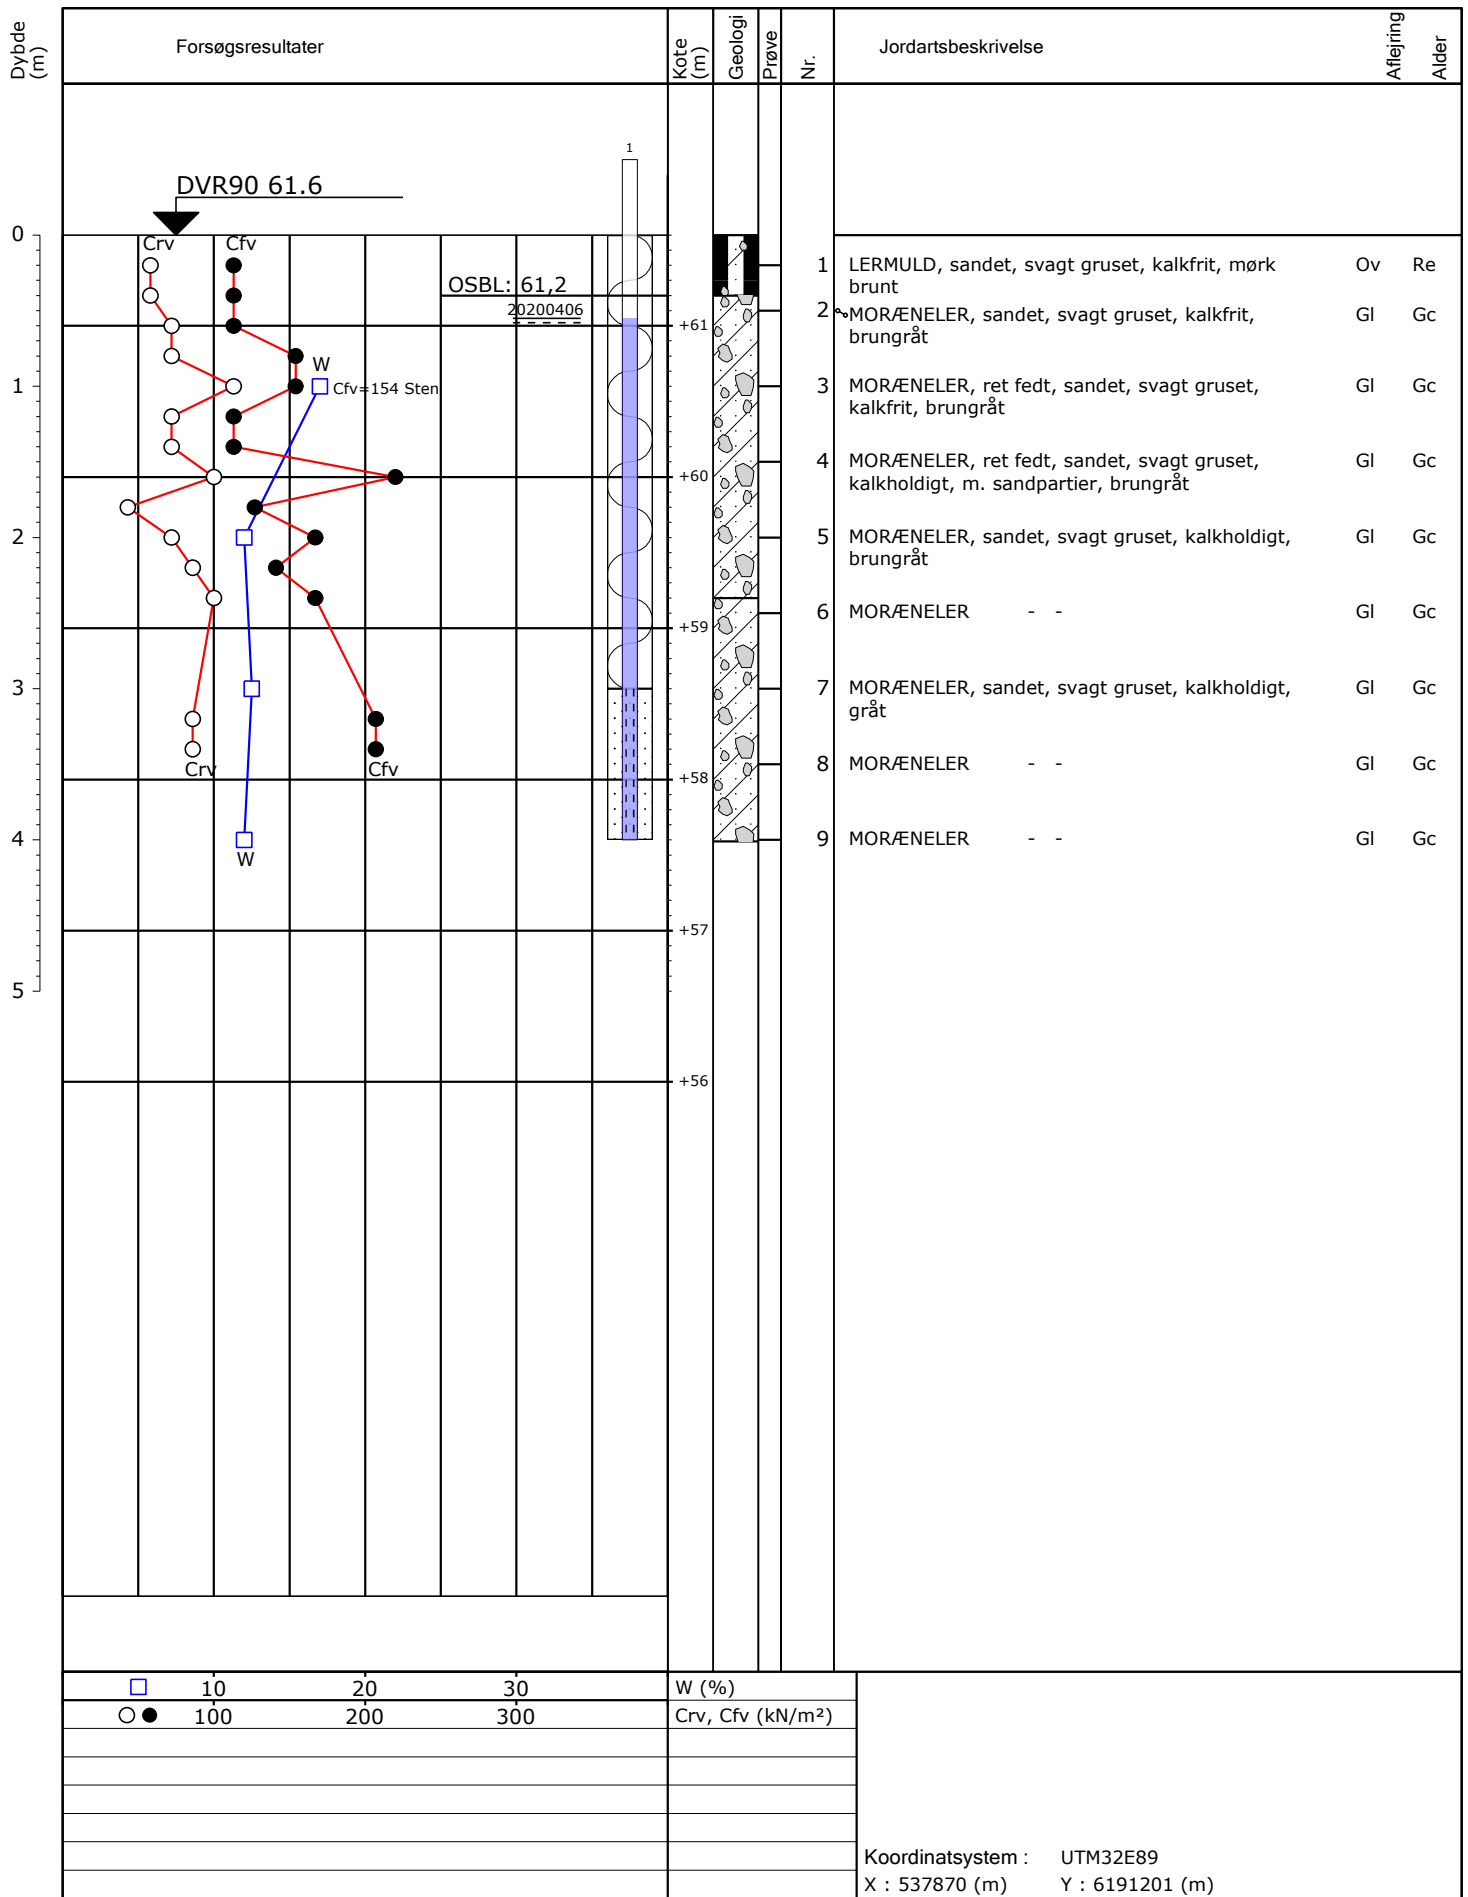 Dybde (m)
Forsøgsresultater
Kote (m)
Geologi
Prøve
Nr.
Jordartsbeskrivelse
Aflejring
Alder
1
DVR90 61.6
0
Crv Cfv
1 LERMULD, sandet, svagt gruset, kalkfrit, mørk Ov Re
brunt
OSBL: 61,2
20200406
2 MORÆNELER, sandet, svagt gruset, kalkfrit, Gl Gc
brungråt
+61
W
1 Cfv=154 Sten
3 MORÆNELER, ret fedt, sandet, svagt gruset, Gl Gc
kalkfrit, brungråt
4 MORÆNELER, ret fedt, sandet, svagt gruset, Gl Gc
kalkholdigt, m. sandpartier, brungråt
+60
2
5 MORÆNELER, sandet, svagt gruset, kalkholdigt, Gl Gc
brungråt
6 MORÆNELER - - Gl Gc
+59
3
7 MORÆNELER, sandet, svagt gruset, kalkholdigt, Gl Gc
gråt
Crv Cfv
8 MORÆNELER - - Gl Gc
+58
4
9 MORÆNELER - - Gl Gc
W
+57
5
+56
10 20 30 W (%)
100 200 300 Crv, Cfv (kN/m²)
Koordinatsystem : UTM32E89
X : 537870 (m) Y : 6191201 (m)